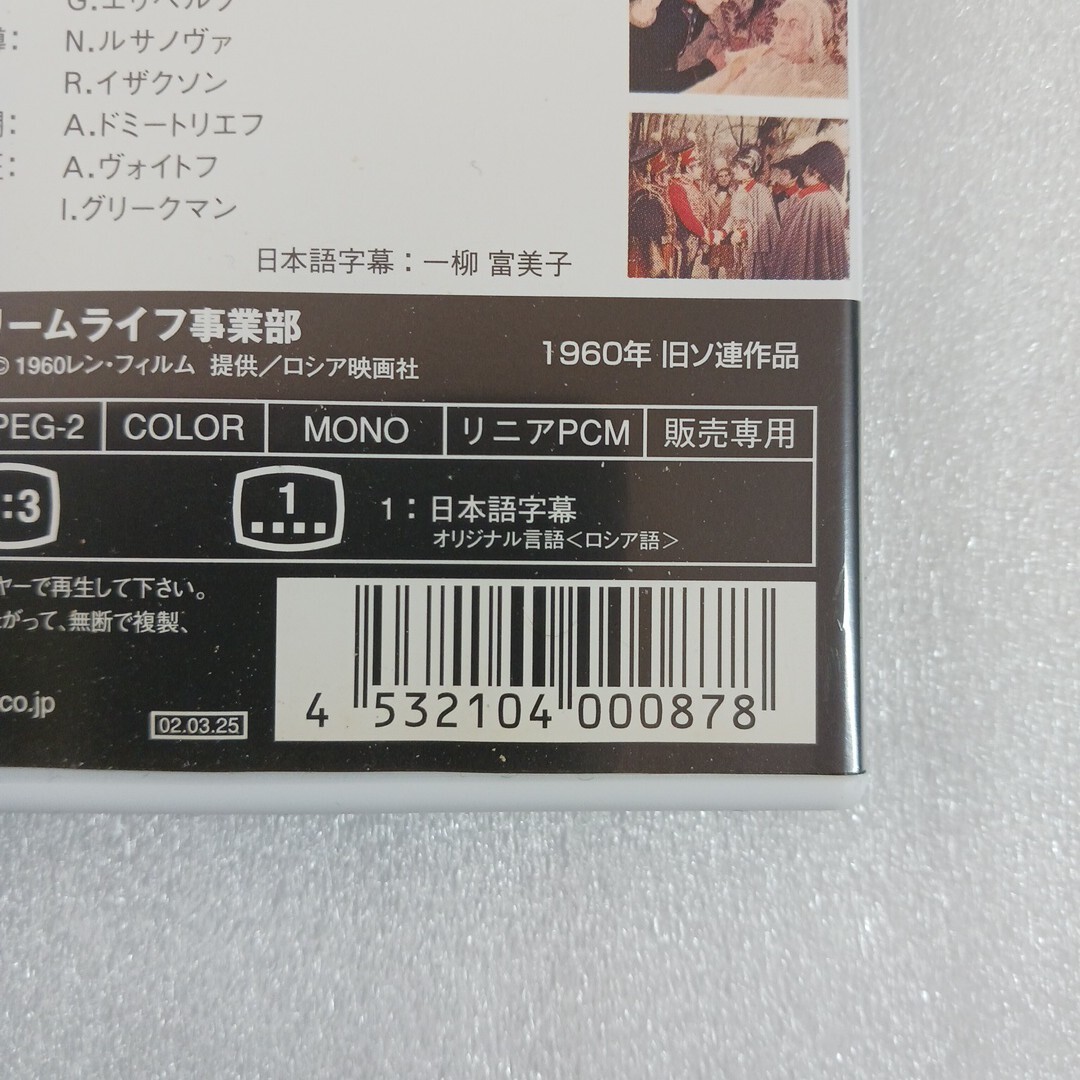 N.ルサノヴァ
R.イザクソン
A.ドミートリエフ
A.ヴォイトフ
I.グリークマン
日本語字幕：一柳 富美子
リームライフ事業部
© 1960レン・フィルム 提供／ロシア映画社
1960年 旧ソ連作品
PEG-2 COLOR MONO リニアPCM 販売専用
:3 1 1：日本語字幕
オリジナル言語＜ロシア語＞
ヤーで再生して下さい。
たがって、無断で複製、
co.jp
02.03.25
4 532104 000878